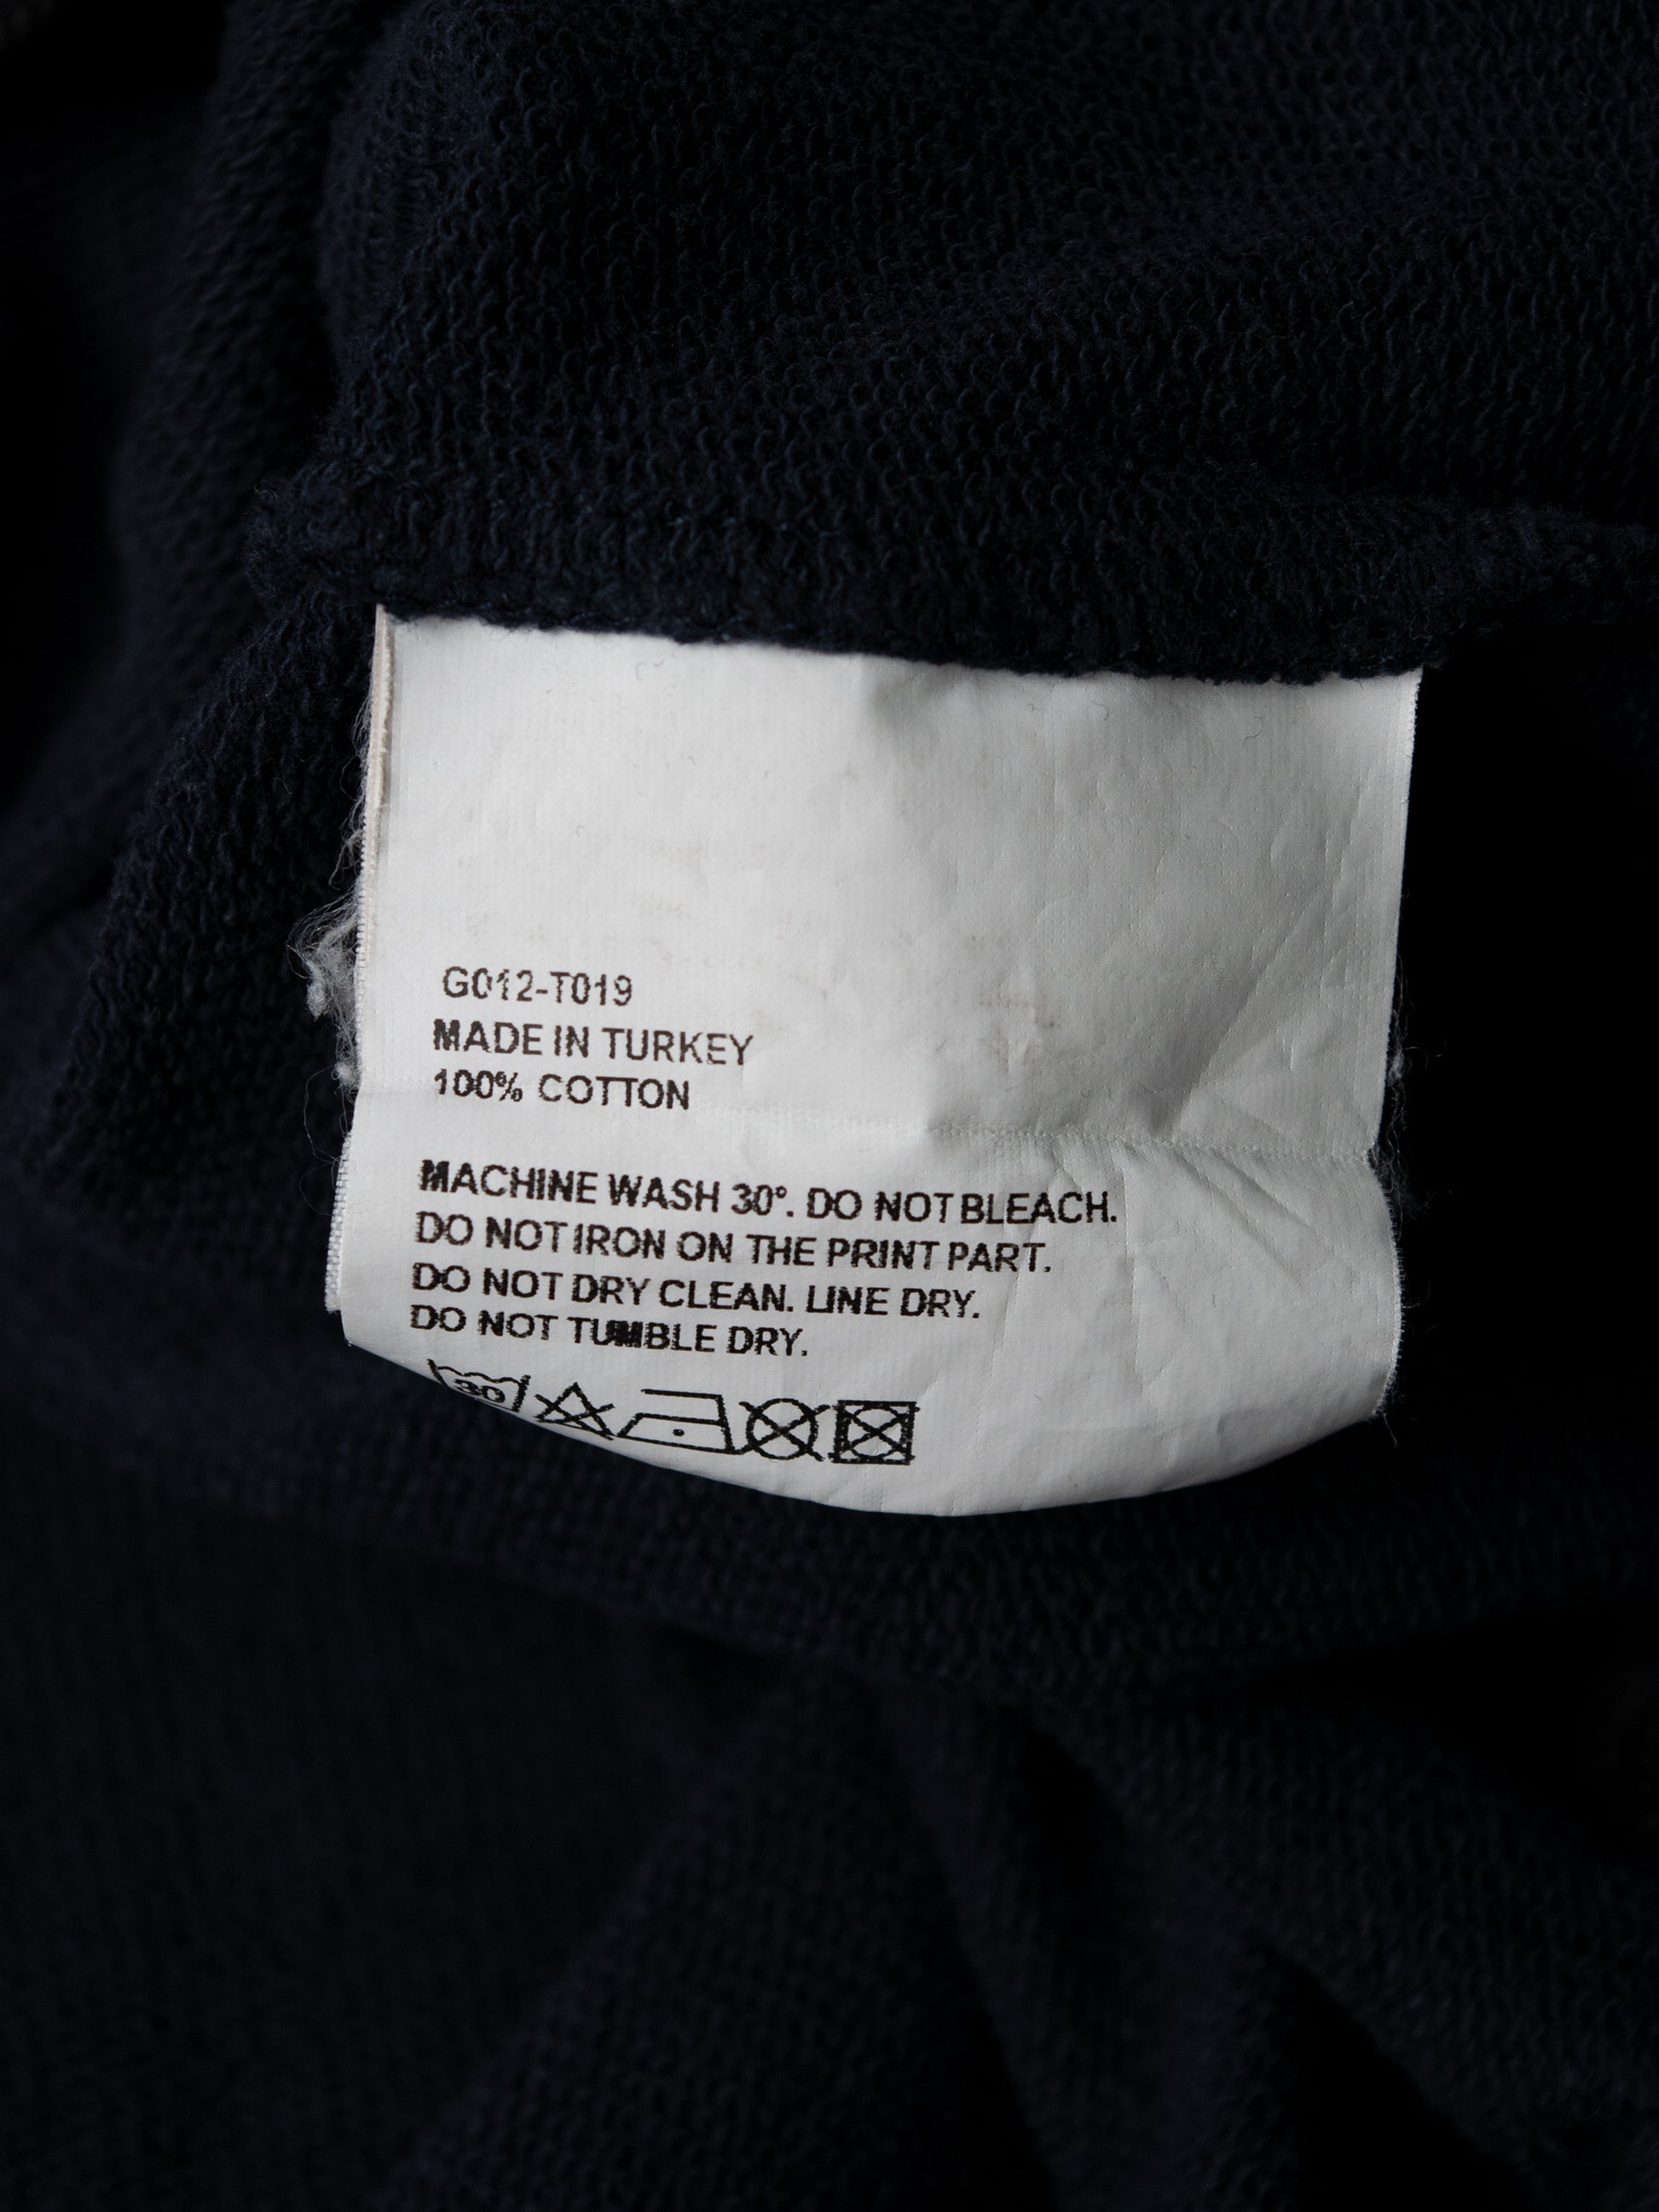 G012-T019
MADE IN TURKEY
100% COTTON
MACHINE WASH 30°. DO NOT BLEACH.
DO NOT IRON ON THE PRINT PART.
DO NOT DRY CLEAN. LINE DRY.
DO NOT TUMBLE DRY.
30